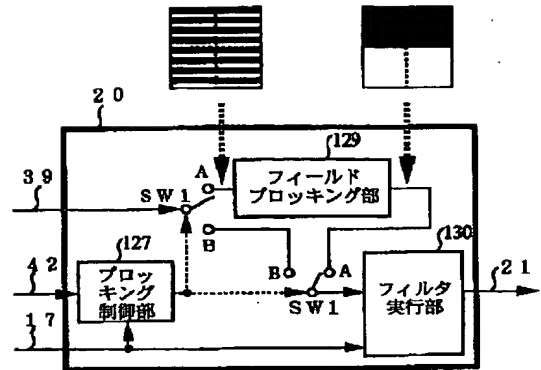 20
129
39
A
フィールド
ブロッキング部
SW1
130
B
127
42
ブロッ
キング
制御部
B
A
SW1
フィルタ
実行部
21
17